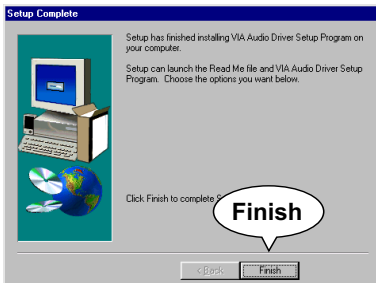 Setup Complete
Setup has finished installing VIA Audio Driver Setup Program on
your computer.
Setup can launch the Read Me file and VIA Audio Driver Setup
Program. Choose the options you want below.
Click Finish to complete S
Finish
< Back
Finish